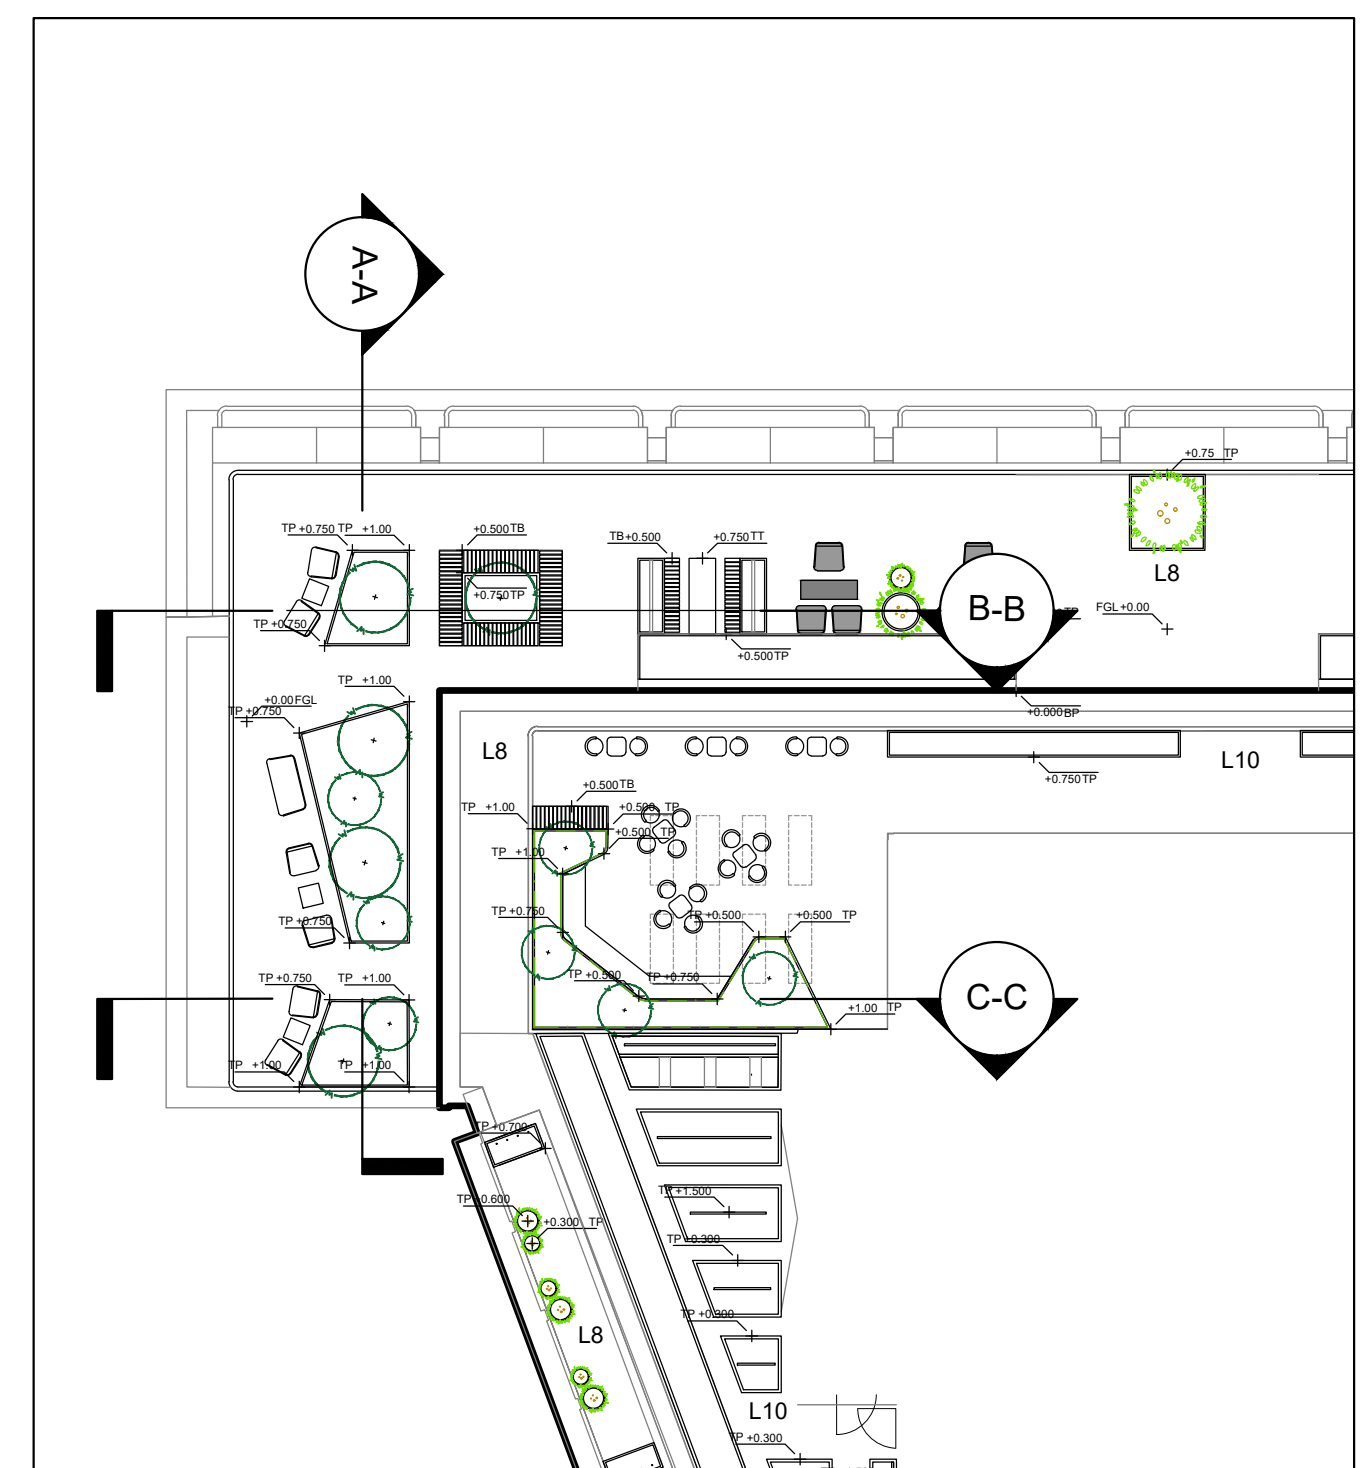 A-A
+0.75 TP
TP +0.750 TP +1.00
+0.500TB
TB+0.500
+0.750TT
L8
+0.750TP
B-B
TP
FGL+0.00
TP +0.750
+0.500TP
TP +1.00
+0.00FGL
TP +0.750
+0.000BP
L8
L10
+0.750TP
+0.500TB
TP +1.00
+0.500 TP
+0.500 TP
TP +1.00
TP +0.750
TP +0.500
+0.500 TP
TP +0.750
TP +0.750
TP +1.00
TP +0.500
TP +0.750
C-C
+1.00 TP
TP +1.00
TP +1.00
TP +0.700
TP +1.500
TP +0.600
+0.300 TP
TP +0.300
TP +0.300
L8
L10
TP +0.300